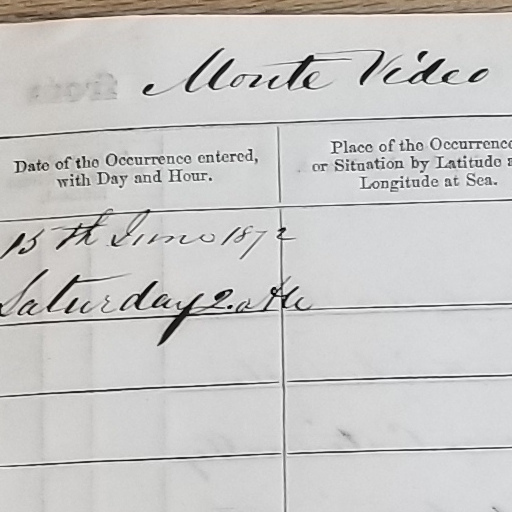 Monte Video
Date of the Occurrence entered,
with Day and Hour.
Place of the Occurrence
or Situation by Latitude a
Longitude at Sea.
15th June 1872
Saturday 2.